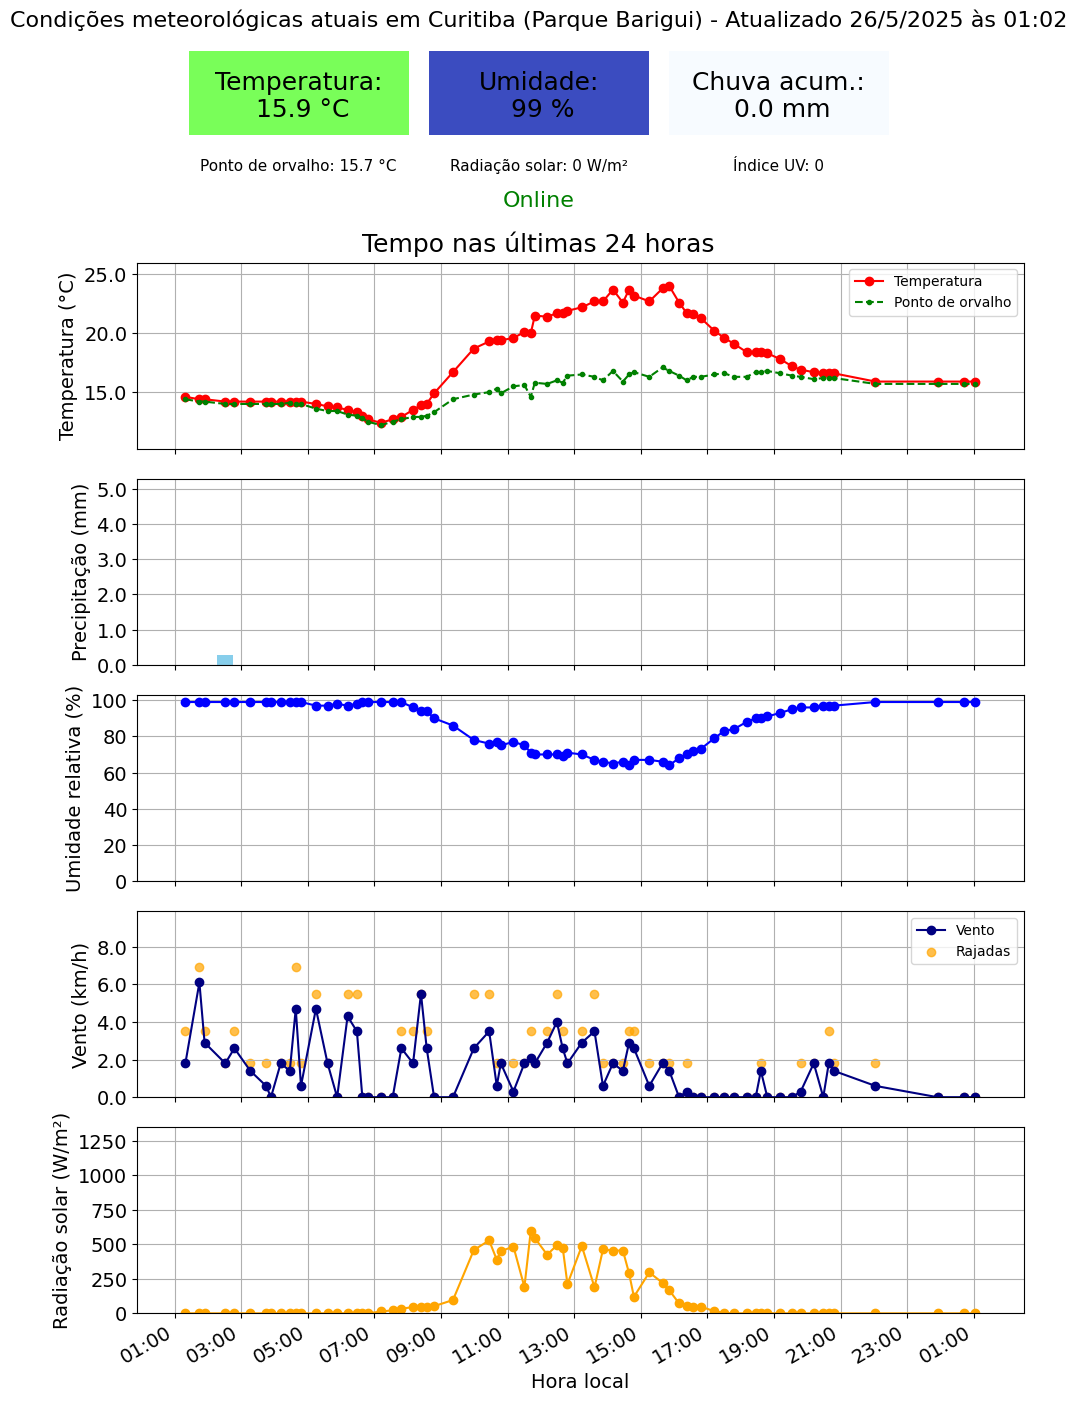 Condições meteorológicas atuais em Curitiba (Parque Barigui) - Atualizado 26/5/2025 às 01:02
Temperatura:
15.9 °C
Umidade:
99 %
Chuva acum.:
0.0 mm
Ponto de orvalho: 15.7 °C
Radiação solar: 0 W/m²
Índice UV: 0
Online
Tempo nas últimas 24 horas
Temperatura (°C)
25.0
20.0
15.0
Temperatura
Ponto de orvalho
Precipitação (mm)
5.0
4.0
3.0
2.0
1.0
0.0
Umidade relativa (%)
100
80
60
40
20
0
Vento (km/h)
8.0
6.0
4.0
2.0
0.0
Vento
Rajadas
Radiação solar (W/m²)
1250
1000
750
500
250
0
01:00
03:00
05:00
07:00
09:00
11:00
13:00
15:00
17:00
19:00
21:00
23:00
01:00
Hora local